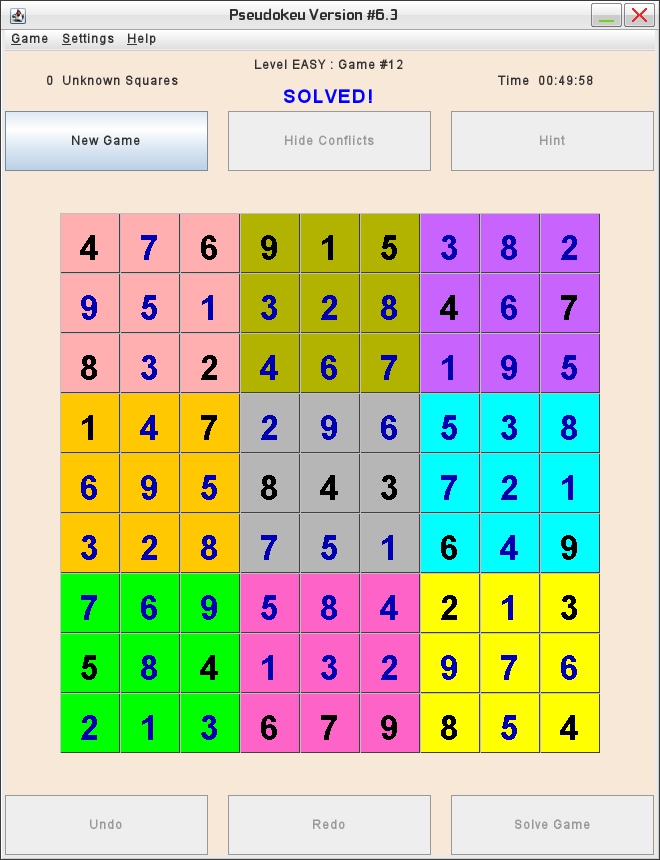 Pseudokeu Version #6.3
Game Settings Help
Level EASY : Game #12
0 Unknown Squares
Time 00:49:58
SOLVED!
New Game
Hide Conflicts
Hint
4 7 6 9 1 5 3 8 2
9 5 1 3 2 8 4 6 7
8 3 2 4 6 7 1 9 5
1 4 7 2 9 6 5 3 8
6 9 5 8 4 3 7 2 1
3 2 8 7 5 1 6 4 9
7 6 9 5 8 4 2 1 3
5 8 4 1 3 2 9 7 6
2 1 3 6 7 9 8 5 4
Undo
Redo
Solve Game